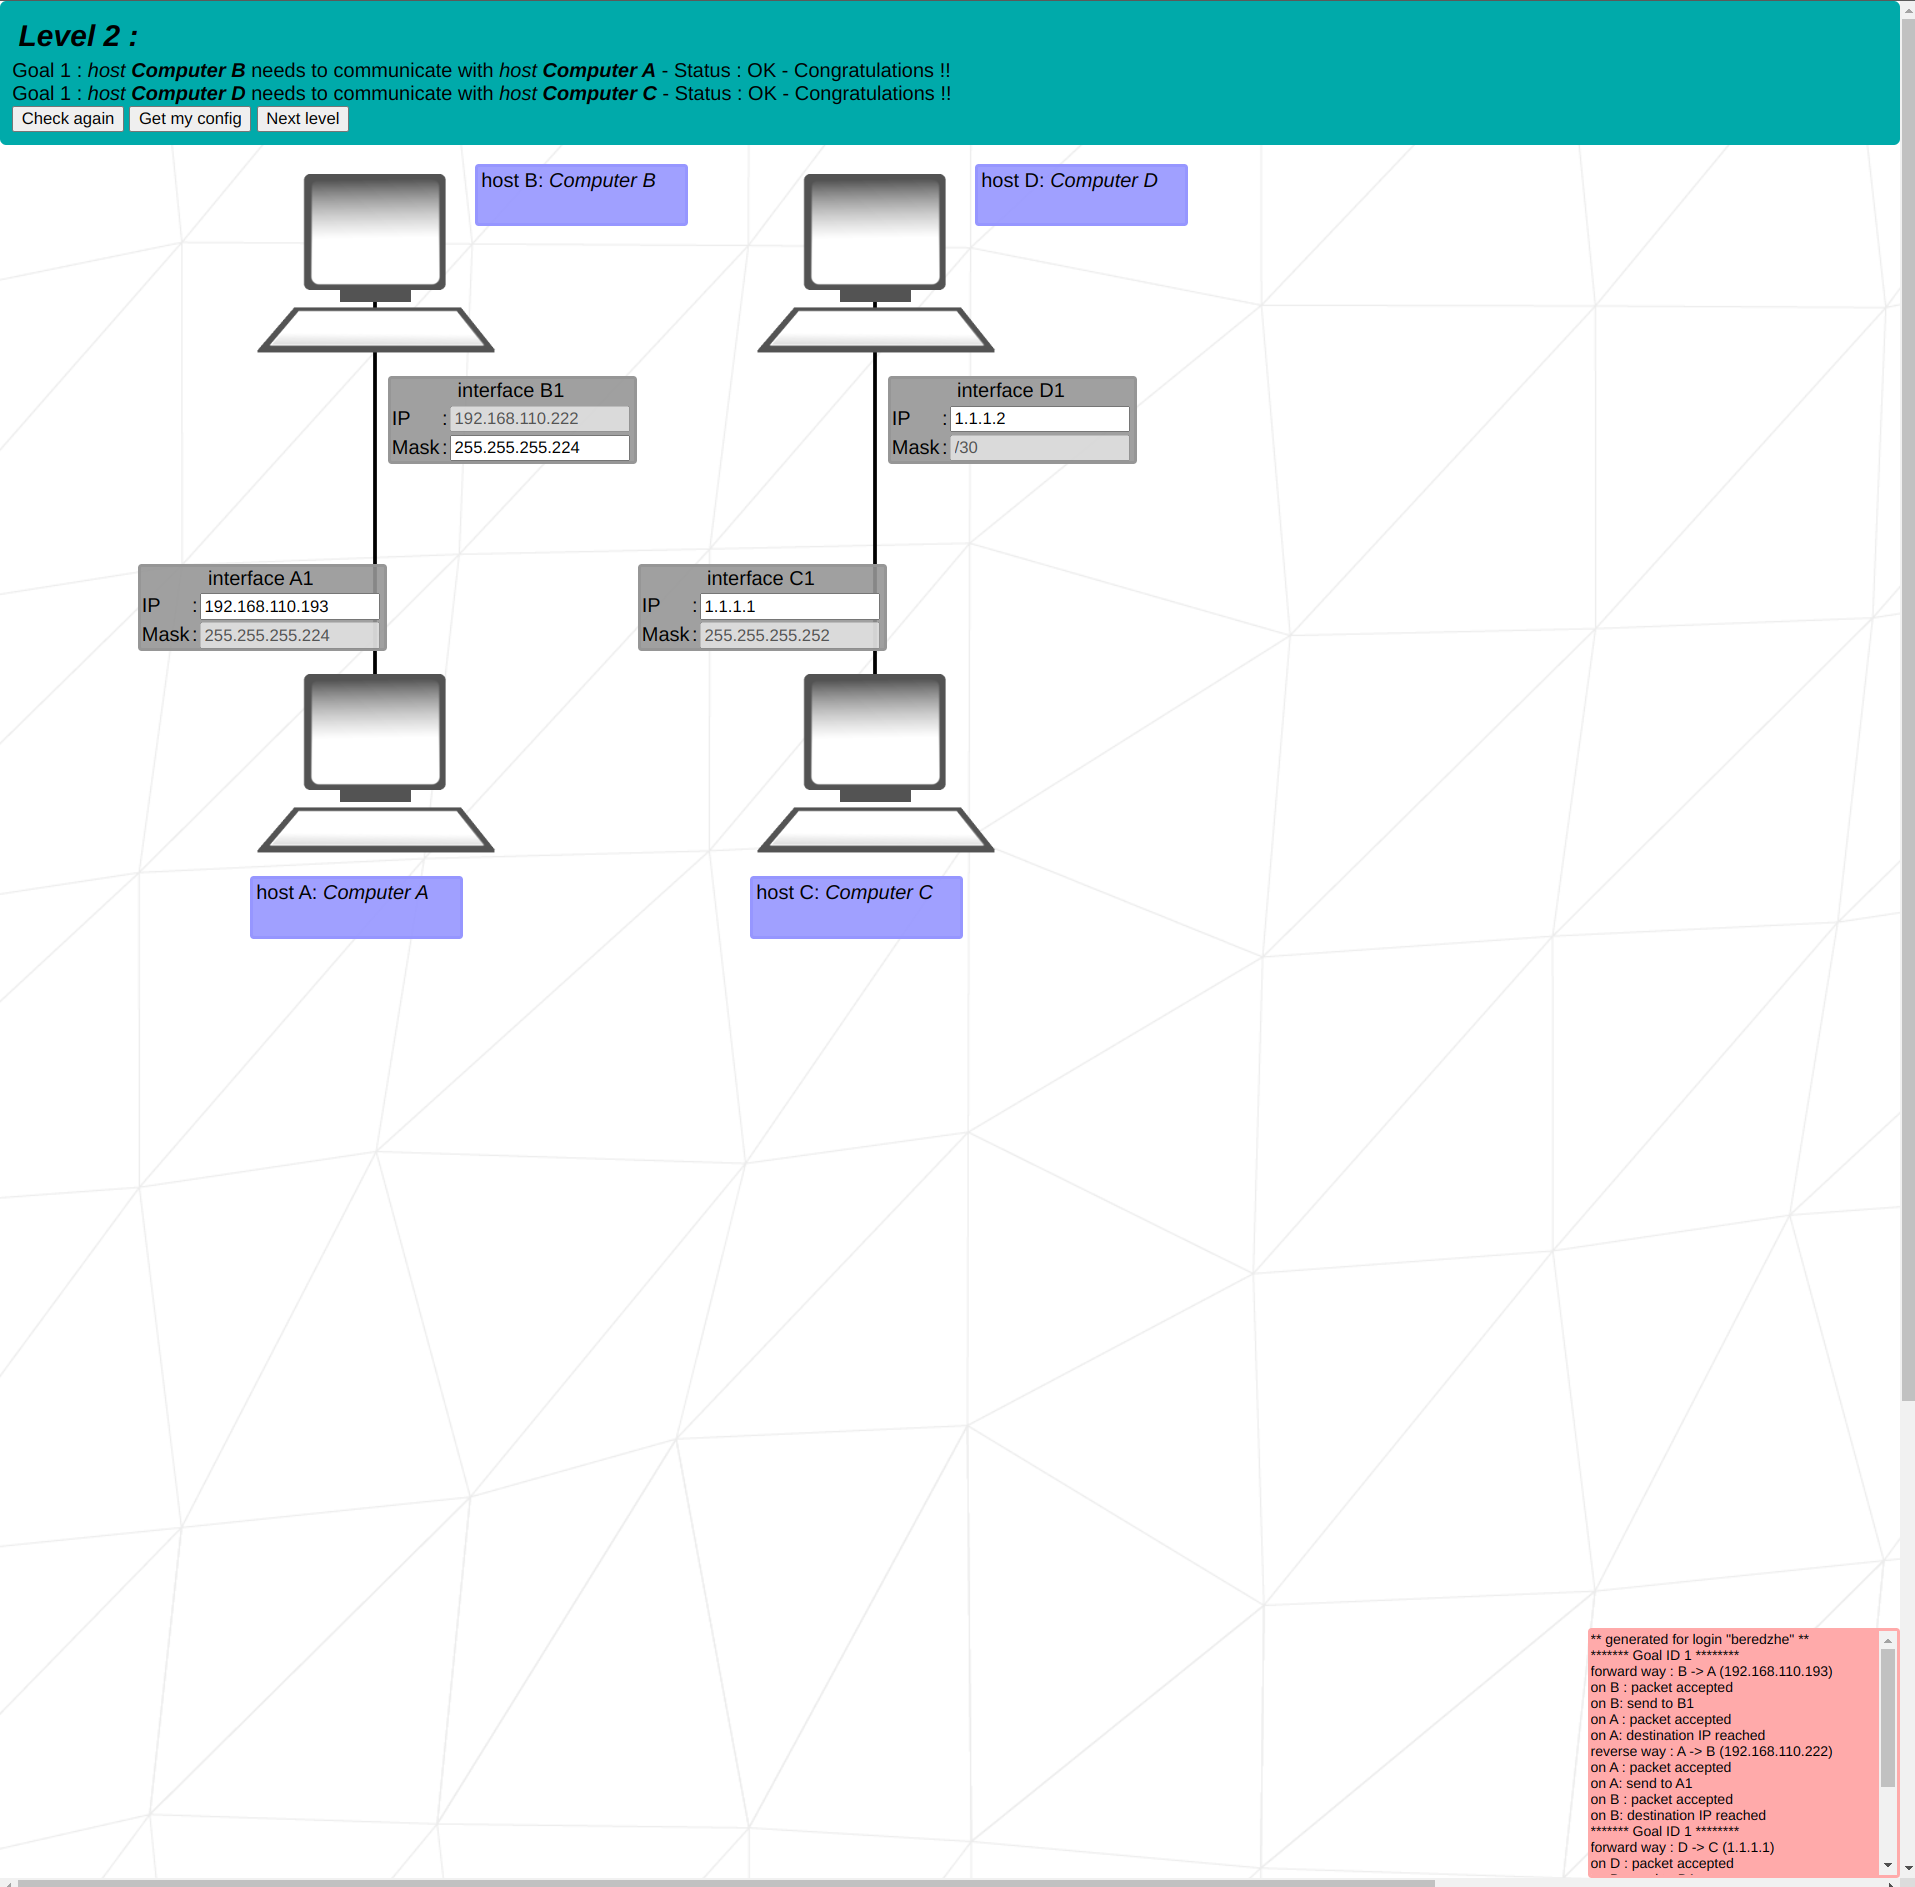 Level 2 :
Goal 1 : host Computer B needs to communicate with host Computer A - Status : OK - Congratulations !!
Goal 1 : host Computer D needs to communicate with host Computer C - Status : OK - Congratulations !!
Check again Get my config Next level
host B: Computer B
host D: Computer D
interface B1
IP : 192.168.110.222
Mask : 255.255.255.224
interface D1
IP : 1.1.1.2
Mask : /30
interface A1
IP : 192.168.110.193
Mask : 255.255.255.224
interface C1
IP : 1.1.1.1
Mask : 255.255.255.252
host A: Computer A
host C: Computer C
** generated for login "beredzhe" **
******* Goal ID 1 ********
forward way : B -> A (192.168.110.193)
on B : packet accepted
on B: send to B1
on A : packet accepted
on A: destination IP reached
reverse way : A -> B (192.168.110.222)
on A : packet accepted
on A: send to A1
on B : packet accepted
on B: destination IP reached
******* Goal ID 1 ********
forward way : D -> C (1.1.1.1)
on D : packet accepted